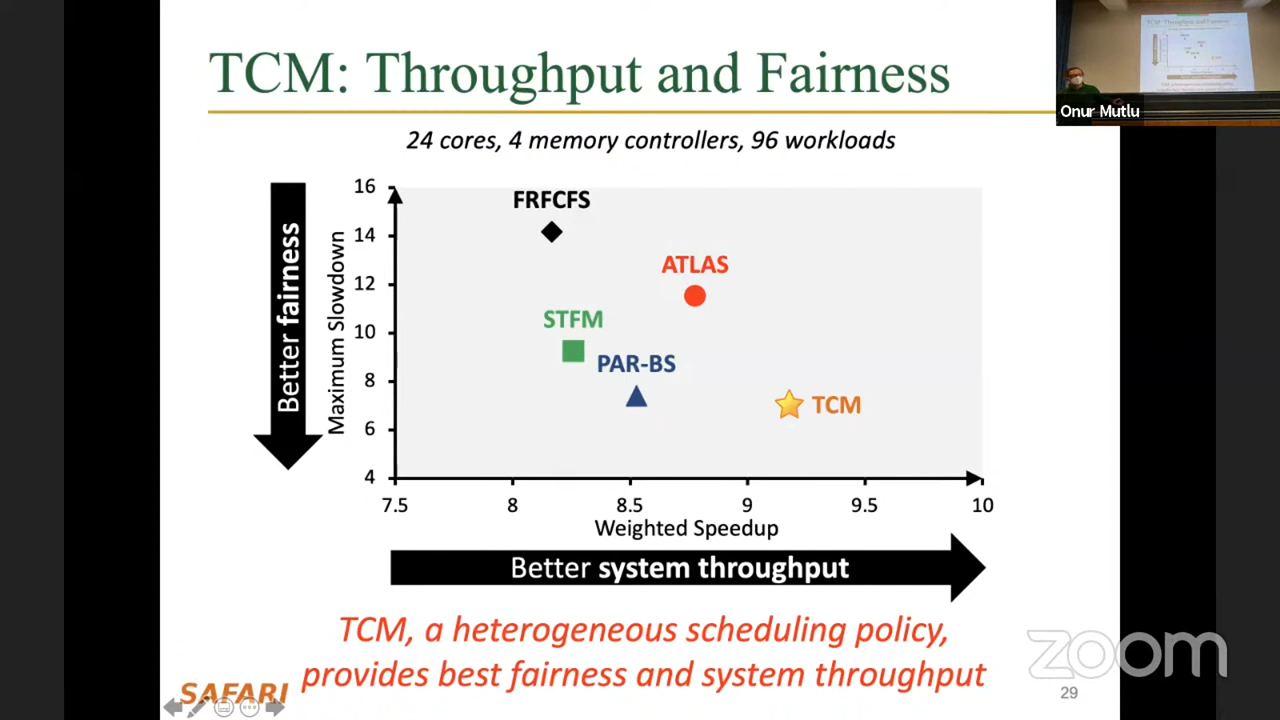 TCM: Throughput and Fairness
Onur Mutlu
24 cores, 4 memory controllers, 96 workloads
Better fairness
Maximum Slowdown
16
14
12
10
8
6
4
FRFCFS
ATLAS
STFM
PAR-BS
TCM
7.5 8 8.5 9 9.5 10
Weighted Speedup
Better system throughput
TCM, a heterogeneous scheduling policy,
provides best fairness and system throughput
SAFARI
zoom
29